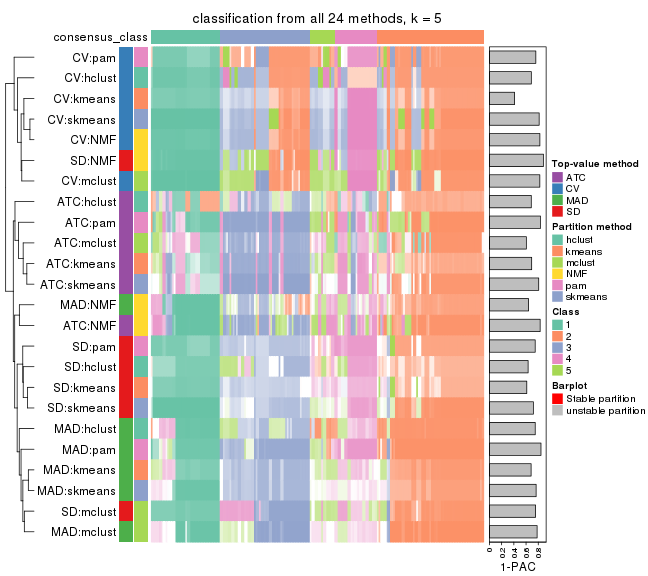 classification from all 24 methods, k = 5
consensus_class
CV:pam
CV:hclust
CV:kmeans
CV:skmeans
CV:NMF
SD:NMF
CV:mclust
ATC:hclust
ATC:pam
ATC:mclust
ATC:kmeans
ATC:skmeans
MAD:NMF
ATC:NMF
SD:pam
SD:hclust
SD:kmeans
SD:skmeans
MAD:hclust
MAD:pam
MAD:kmeans
MAD:skmeans
SD:mclust
MAD:mclust
0 0.2 0.4 0.6 0.8
1-PAC
Top-value method
ATC
CV
MAD
SD
Partition method
hclust
kmeans
mclust
NMF
pam
skmeans
Class
1
2
3
4
5
Barplot
Stable partition
unstable partition